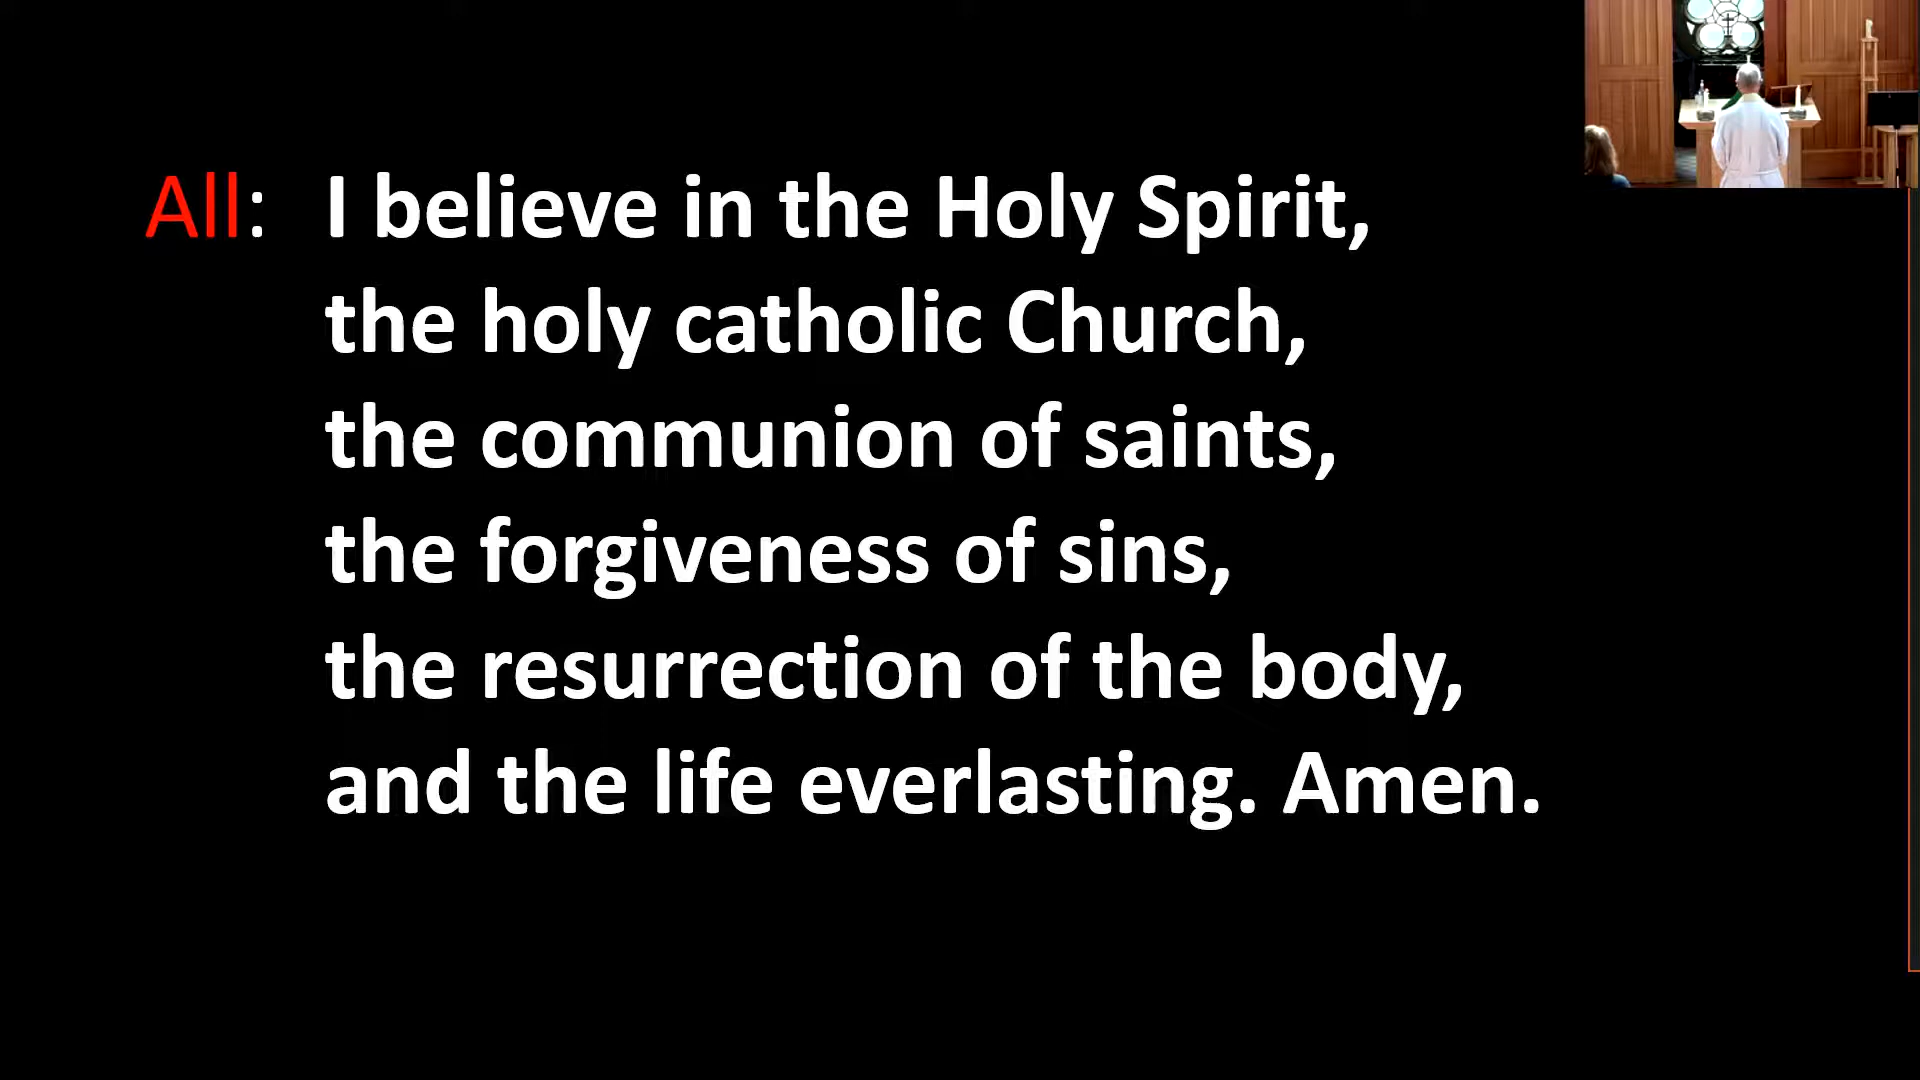 All: I believe in the Holy Spirit,
the holy catholic Church,
the communion of saints,
the forgiveness of sins,
the resurrection of the body,
and the life everlasting. Amen.